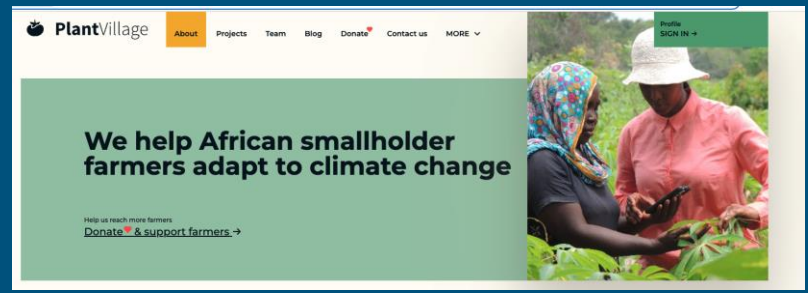 PlantVillage
About Projects Team Blog Donate Contact us MORE
Profile
SIGN IN →
We help African smallholder
farmers adapt to climate change
Help us reach more farmers
Donate & support farmers →